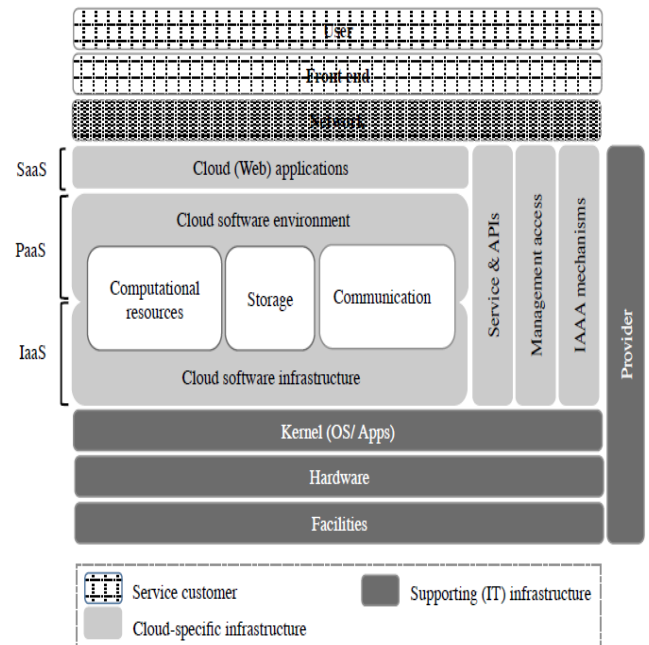 User
Front end
Network
SaaS
Cloud (Web) applications
PaaS
Cloud software environment
Computational
resources
Storage
Communication
IaaS
Cloud software infrastructure
Service & APIs
Management access
IAAA mechanisms
Provider
Kernel (OS/ Apps)
Hardware
Facilities
Service customer
Supporting (IT) infrastructure
Cloud-specific infrastructure